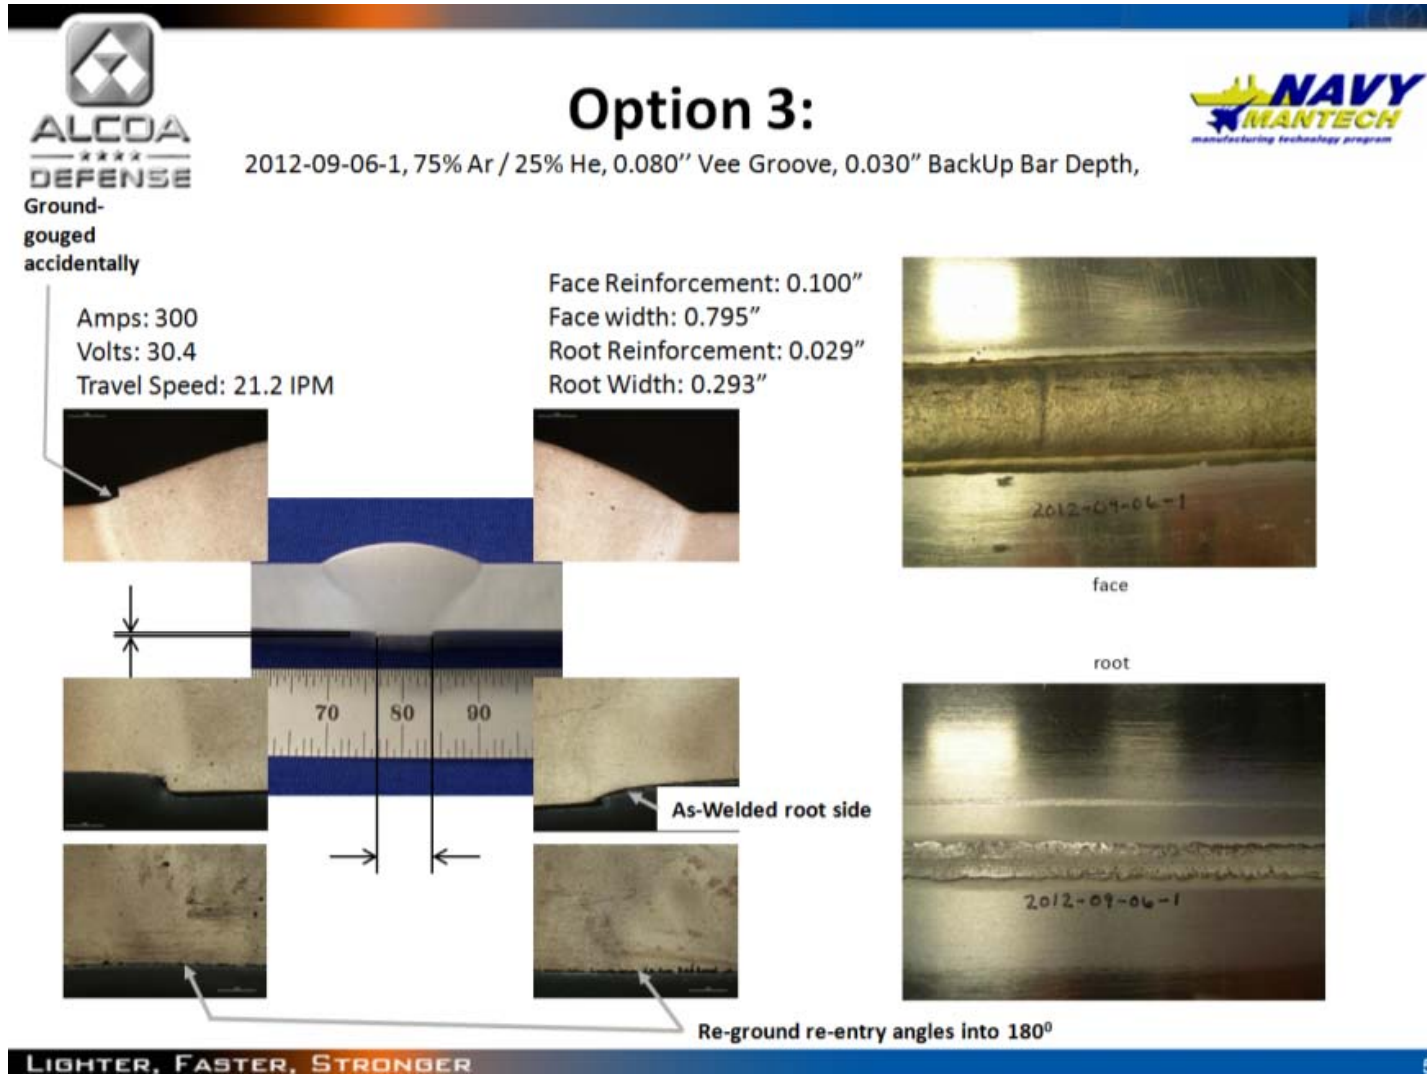 ALCOA
DEFENSE
NAVY
MANTECH
manufacturing technology program
Option 3:
2012-09-06-1, 75% Ar / 25% He, 0.080’’ Vee Groove, 0.030” BackUp Bar Depth,
Ground-
gouged
accidentally
Amps: 300
Volts: 30.4
Travel Speed: 21.2 IPM
Face Reinforcement: 0.100”
Face width: 0.795”
Root Reinforcement: 0.029”
Root Width: 0.293”
2012-09-06-1
face
root
70 80 90
As-Welded root side
2012-09-06-1
Re-ground re-entry angles into 180⁰
LIGHTER, FASTER, STRONGER